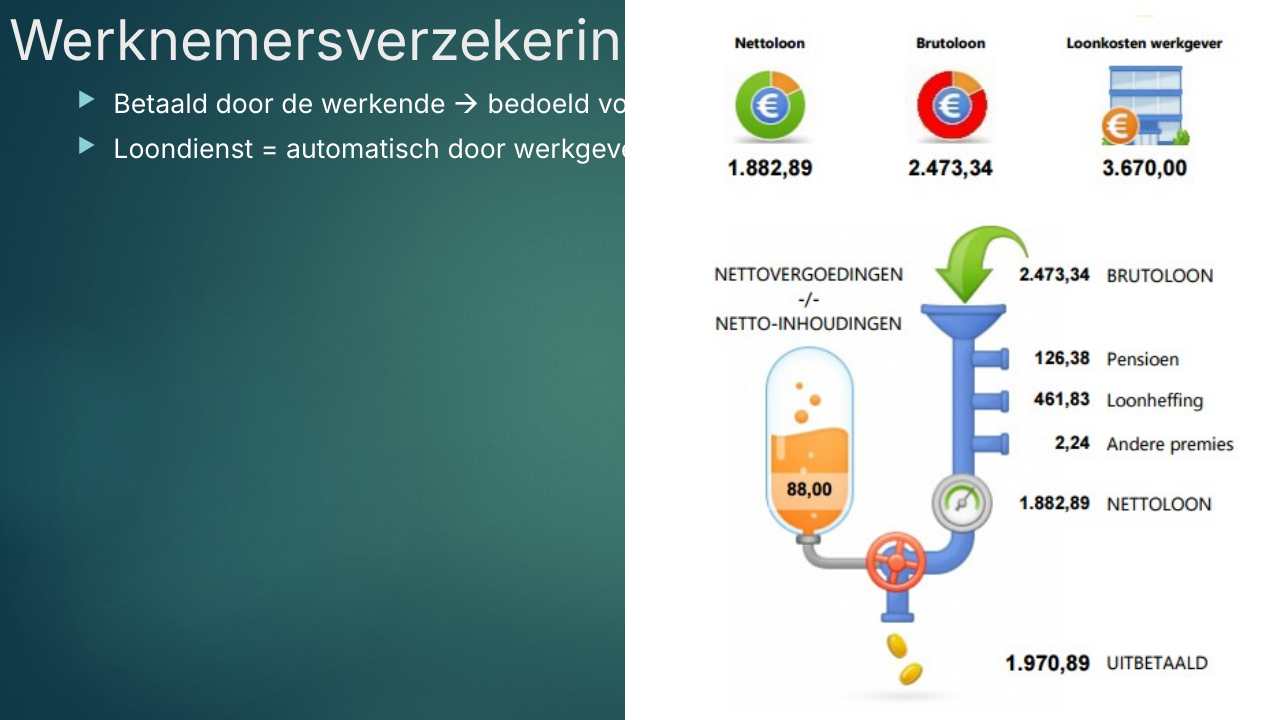 Werknemersverzekerin
Betaald door de werkende → bedoeld vo
Loondienst = automatisch door werkgeve
Nettoloon
Brutoloon
Loonkosten werkgever
1.882,89
2.473,34
3.670,00
NETTOVERGOEDINGEN
-/-
NETTO-INHOUDINGEN
88,00
2.473,34 BRUTOLOON
126,38 Pensioen
461,83 Loonheffing
2,24 Andere premies
1.882,89 NETTOLOON
1.970,89 UITBETAALD